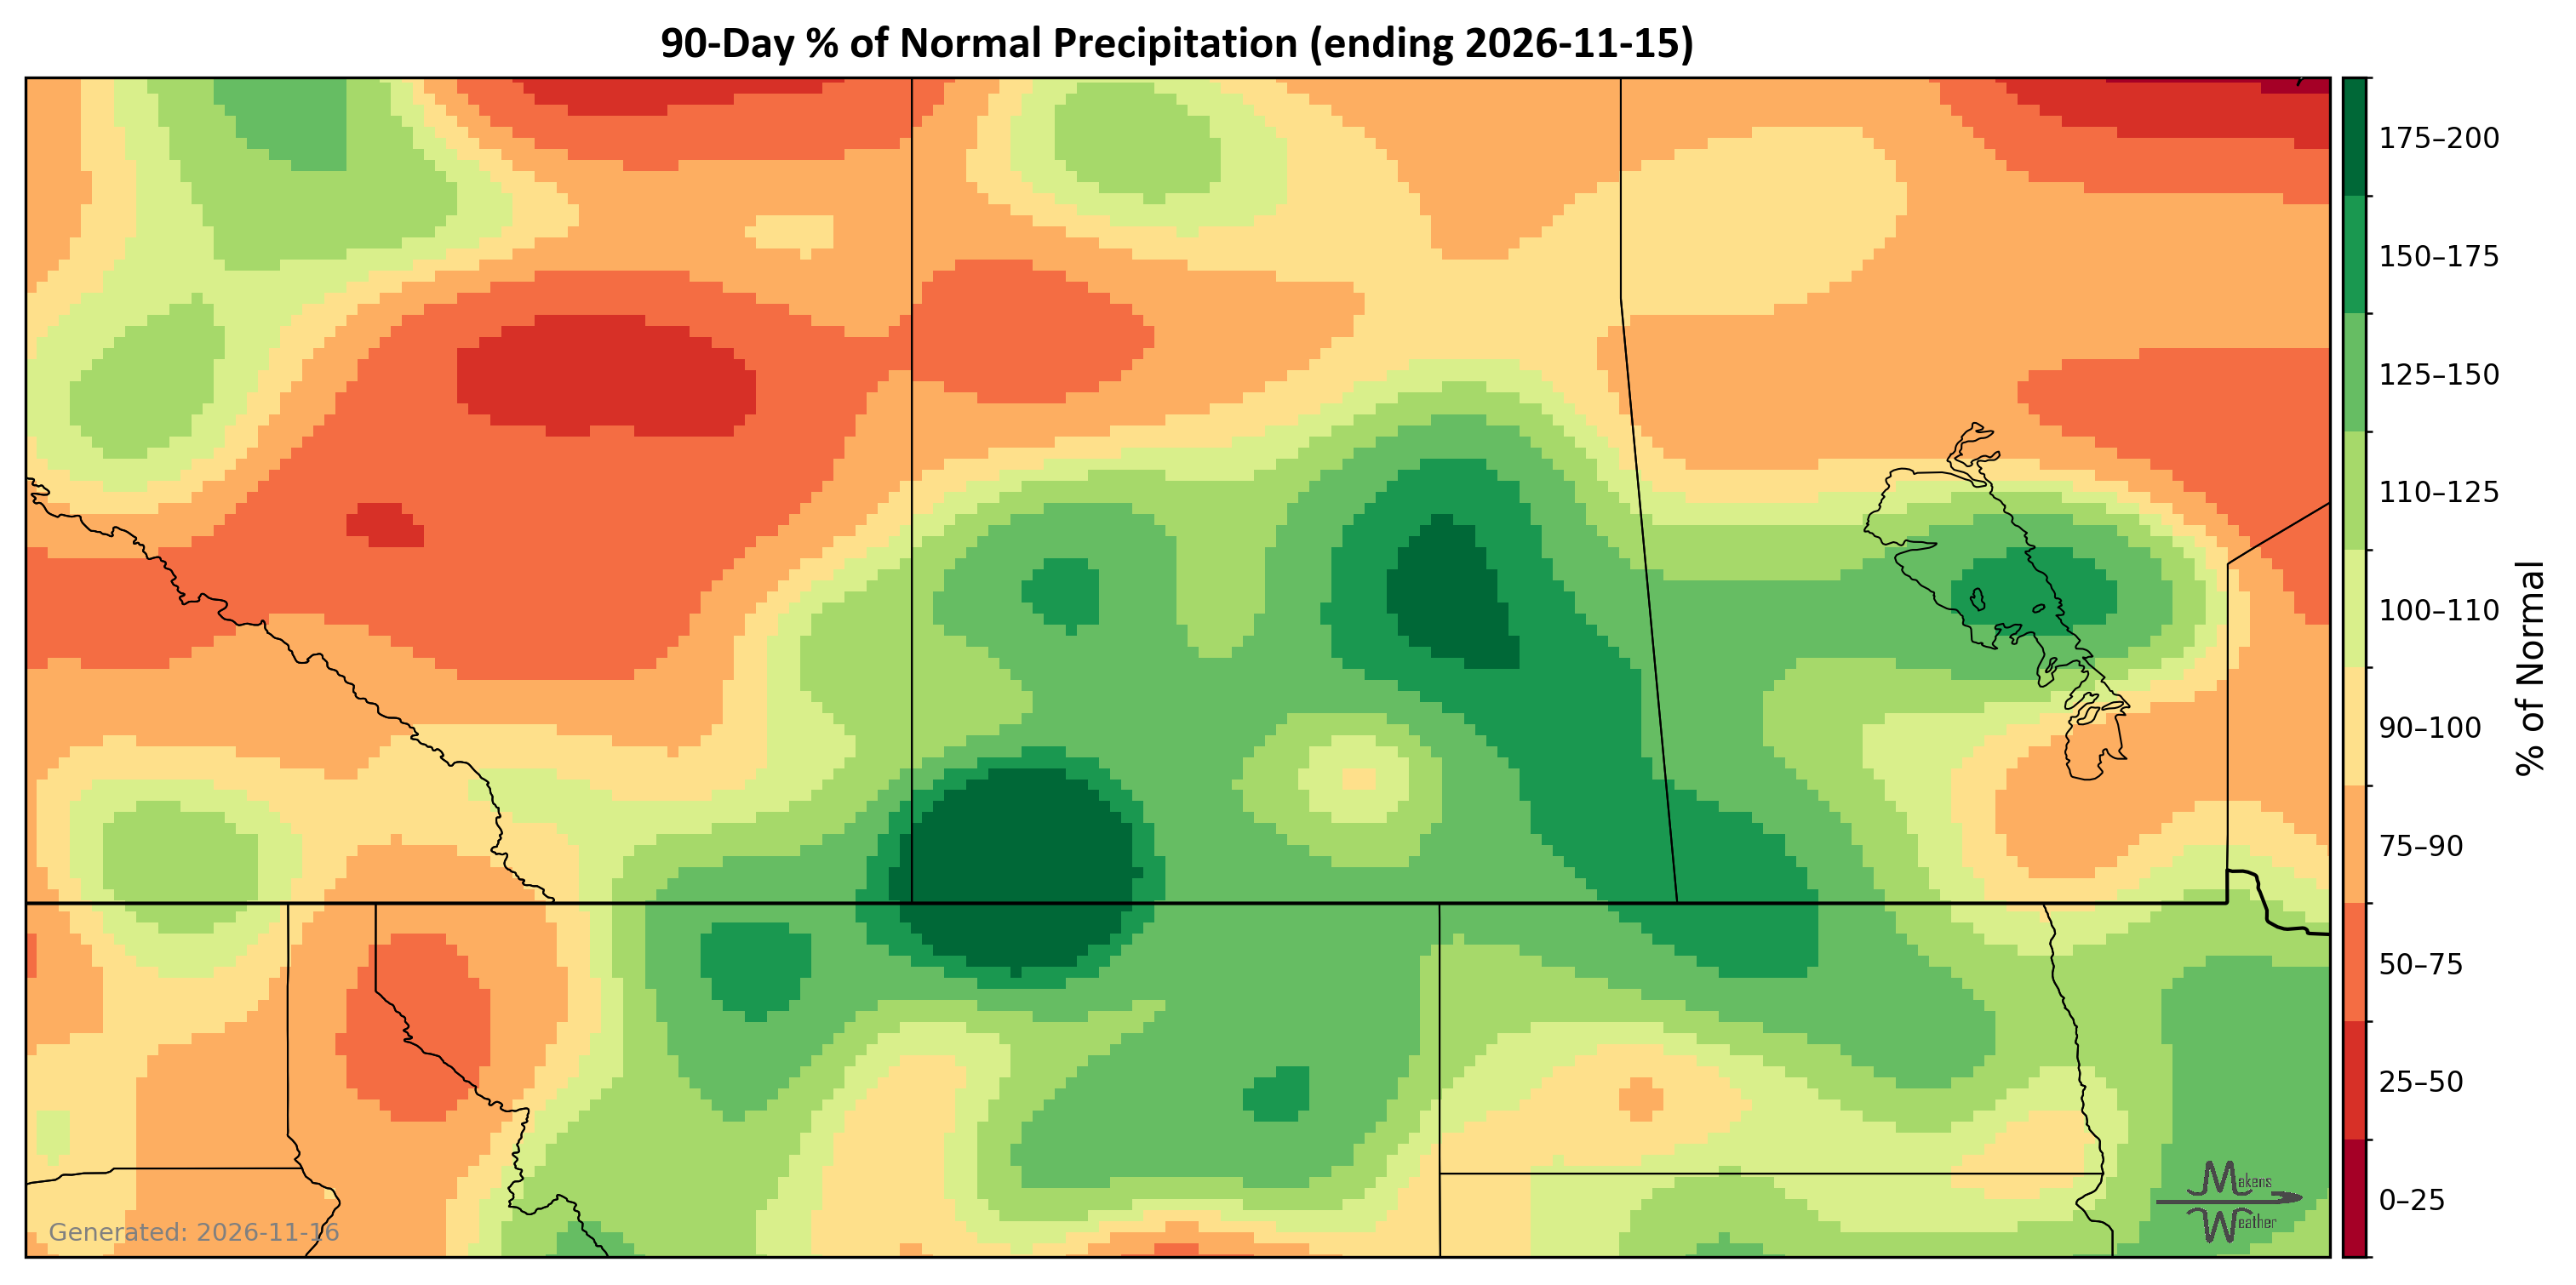 90-Day % of Normal Precipitation (ending 2026-11-15)
175–200
150–175
125–150
110–125
100–110
90–100
75–90
50–75
25–50
0–25
% of Normal
Makens
Weather
Generated: 2026-11-16